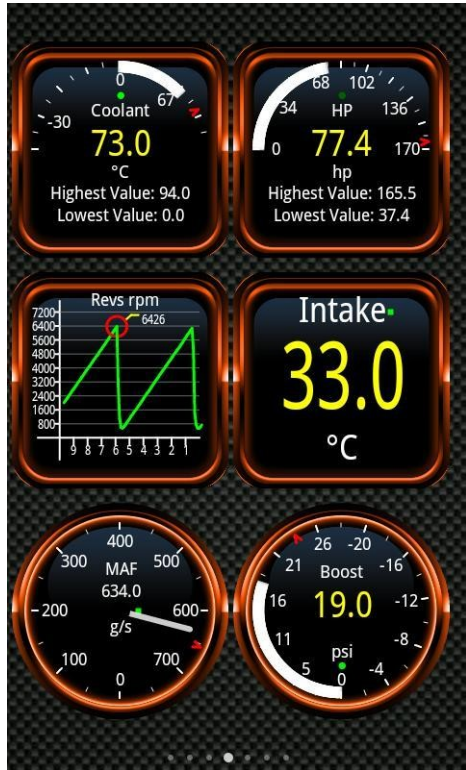 0
-30
67
Coolant
73.0
°C
Highest Value: 94.0
Lowest Value: 0.0
68 102
34
HP
136
0
77.4
170
hp
Highest Value: 165.5
Lowest Value: 37.4
Revs rpm
7200
6400
5600
4800
4000
3200
2400
1600
800
6426
9 8 7 6 5 4 3 2 1
Intake
33.0
°C
400
300
500
MAF
634.0
200
600
g/s
100
700
0
26 -20
21
-16
Boost
16
19.0
-12
11
-8
psi
5
-4
0